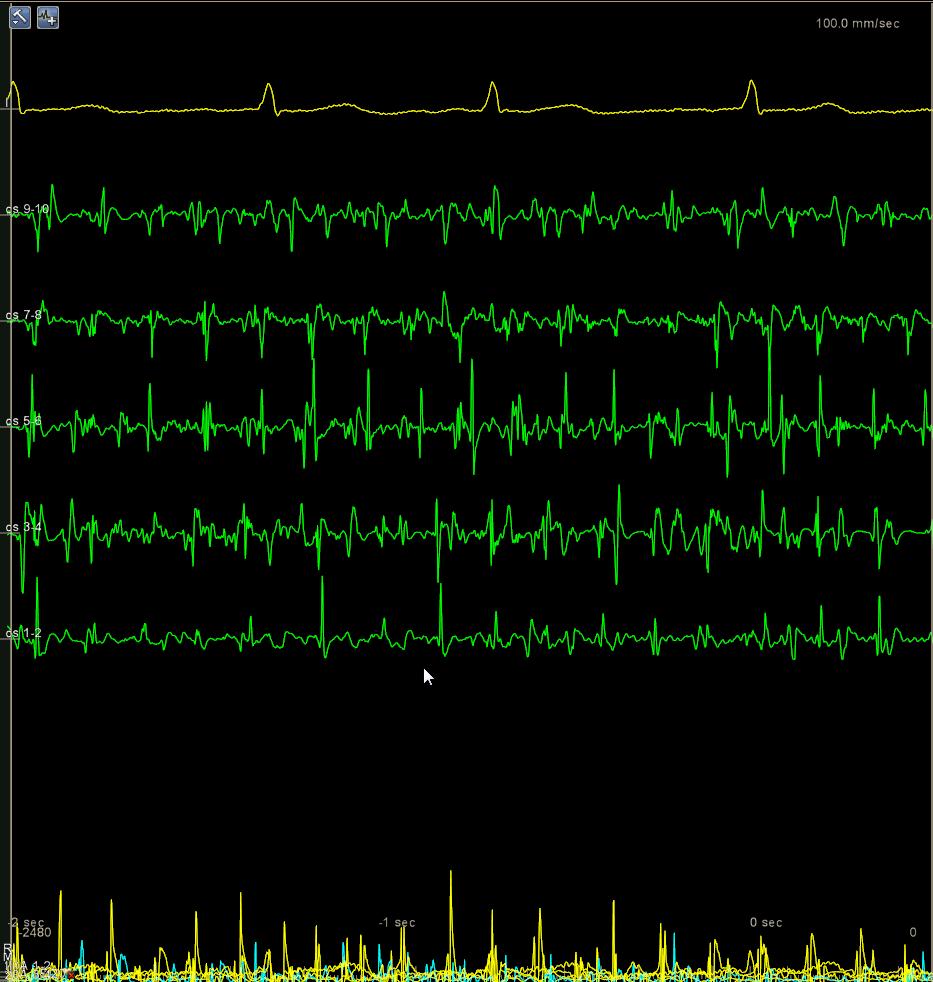 100.0 mm/sec
I
cs 9-10
cs 7-8
cs 5-6
cs 3-4
cs 1-2
-2 sec
-1 sec
0 sec
-2480
0